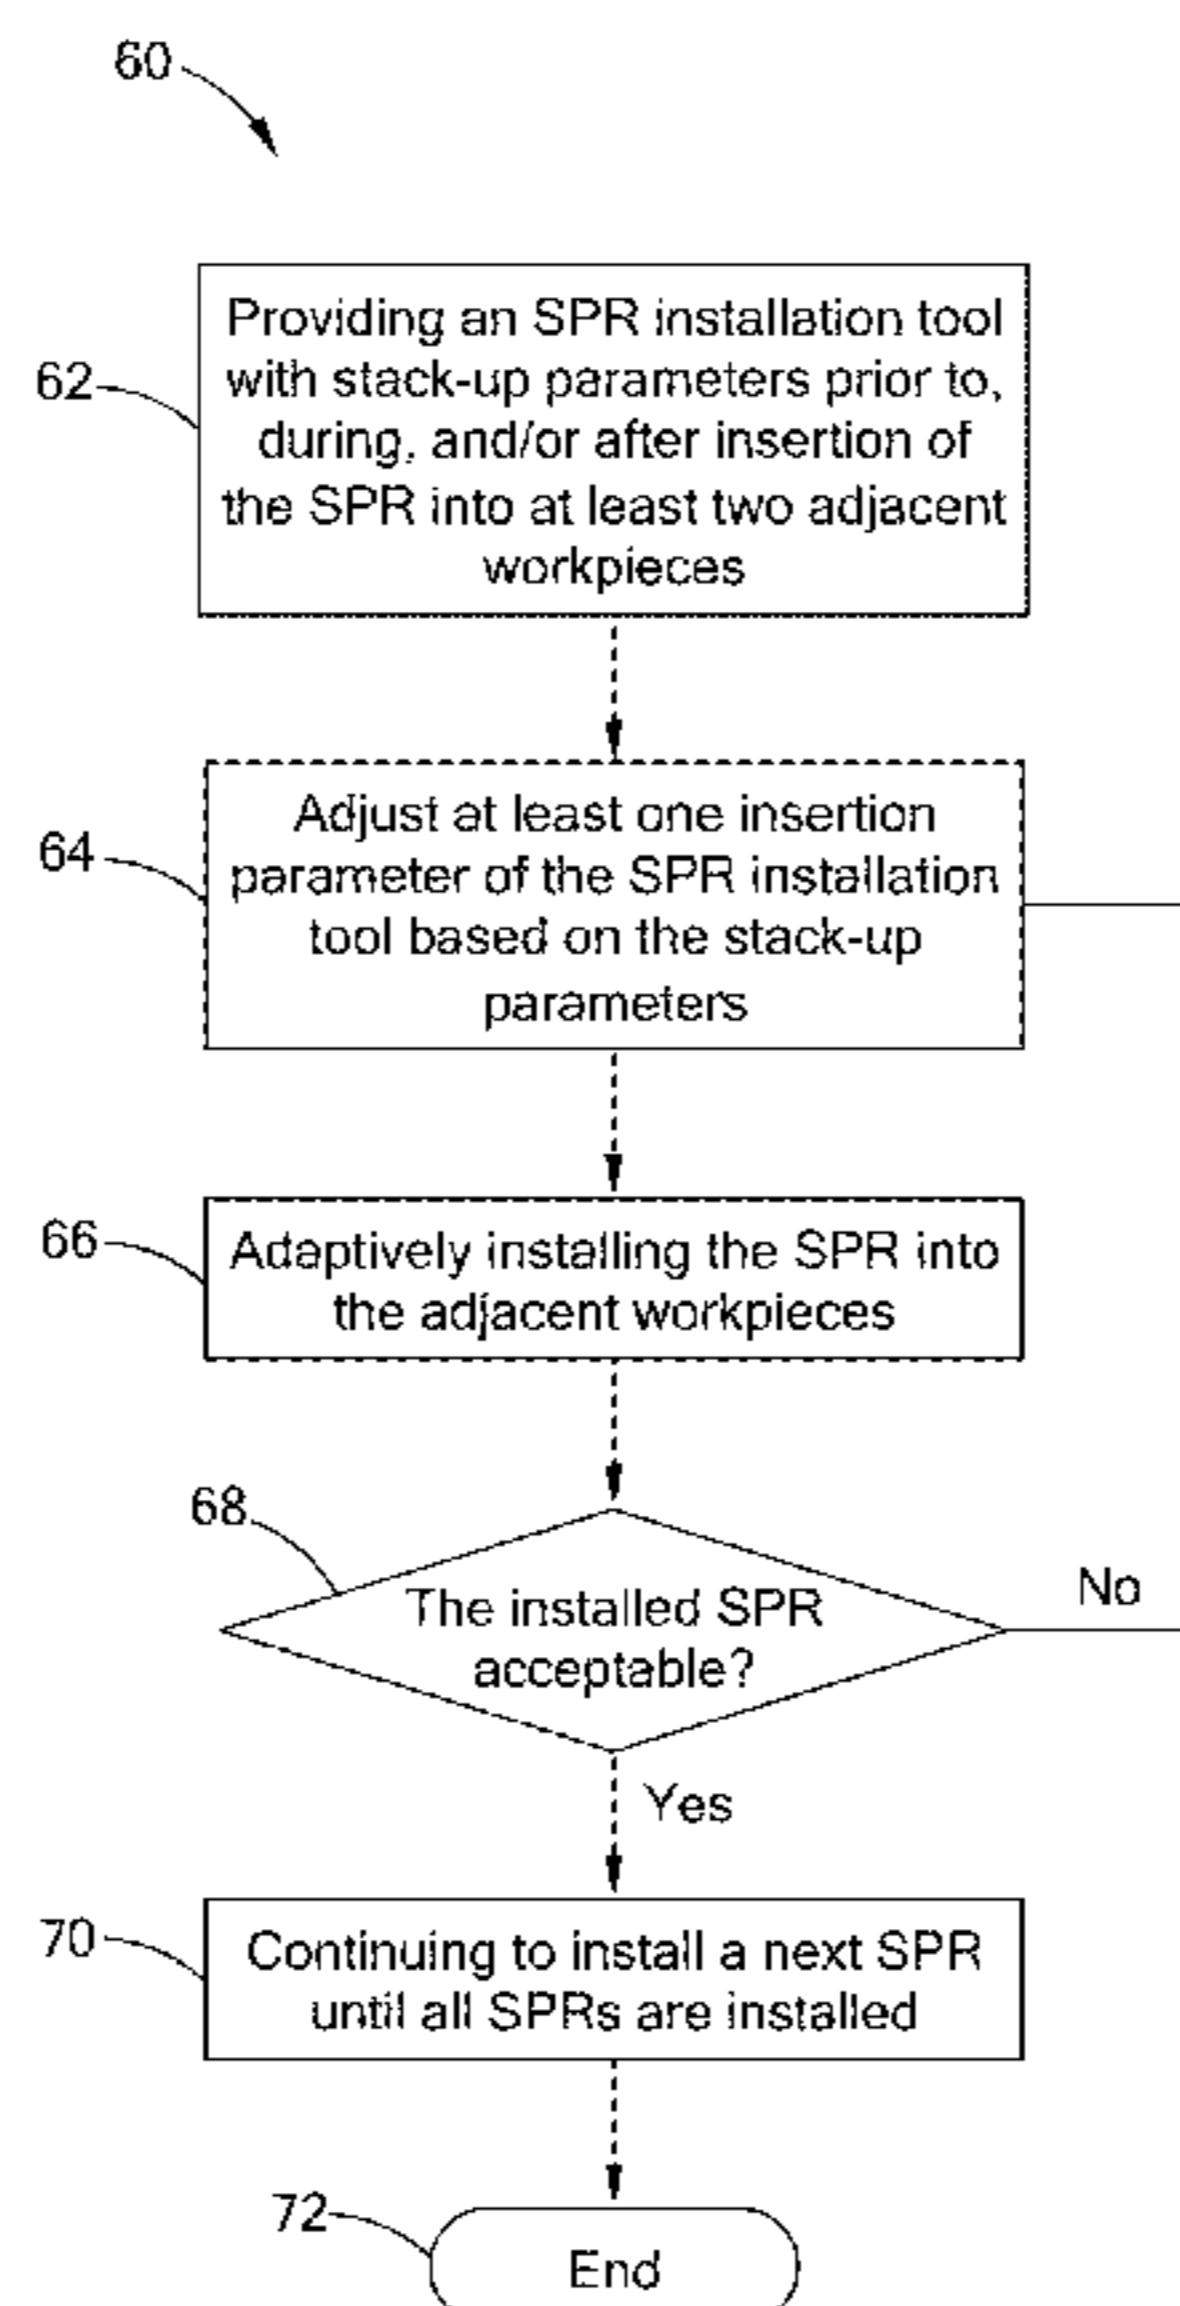 60
62
Providing an SPR installation tool
with stack-up parameters prior to,
during, and/or after insertion of
the SPR into at least two adjacent
workpieces
64
Adjust at least one insertion
parameter of the SPR installation
tool based on the stack-up
parameters
66
Adaptively installing the SPR into
the adjacent workpieces
68
The installed SPR
acceptable?
No
Yes
70
Continuing to install a next SPR
until all SPRs are installed
72
End